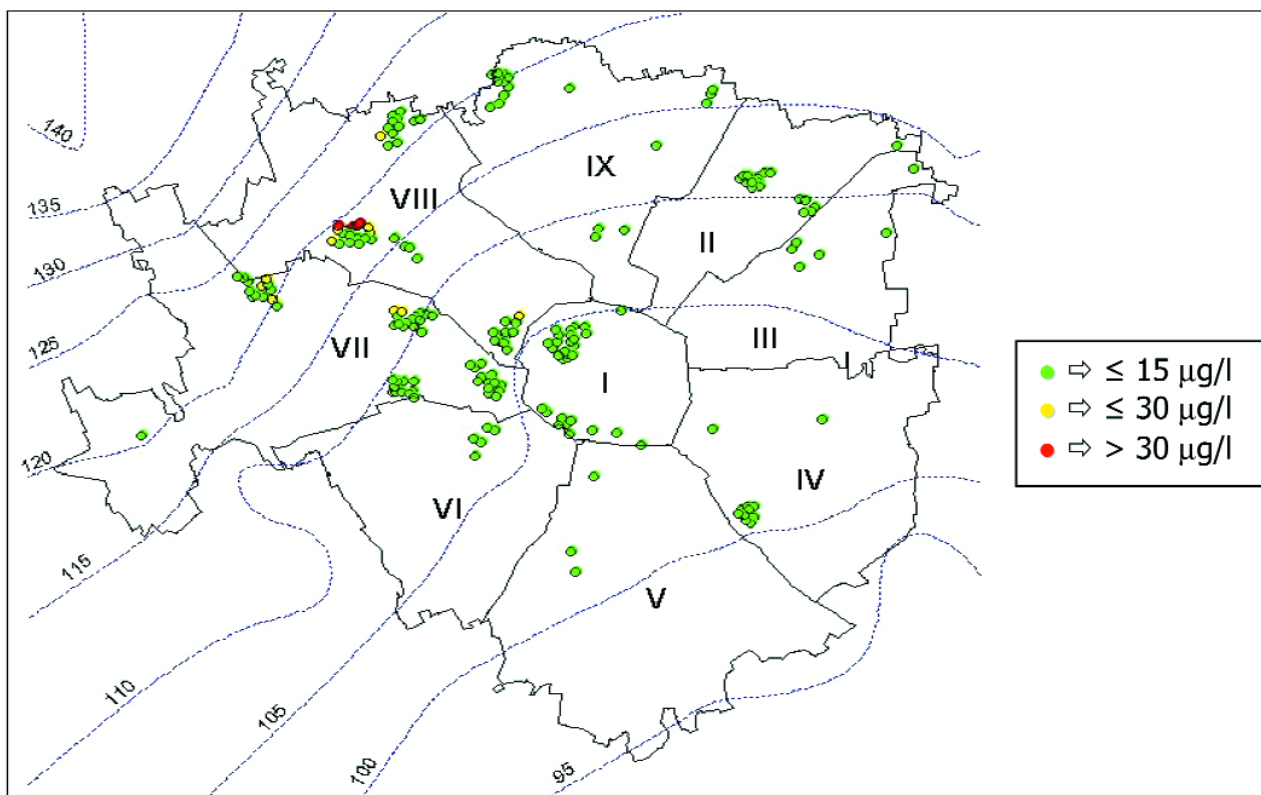 140
135
130
125
120
115
110
105
100
95
IX
VIII
II
VII
III
I
IV
VI
V
⇨ ≤ 15 µg/l
⇨ ≤ 30 µg/l
⇨ > 30 µg/l